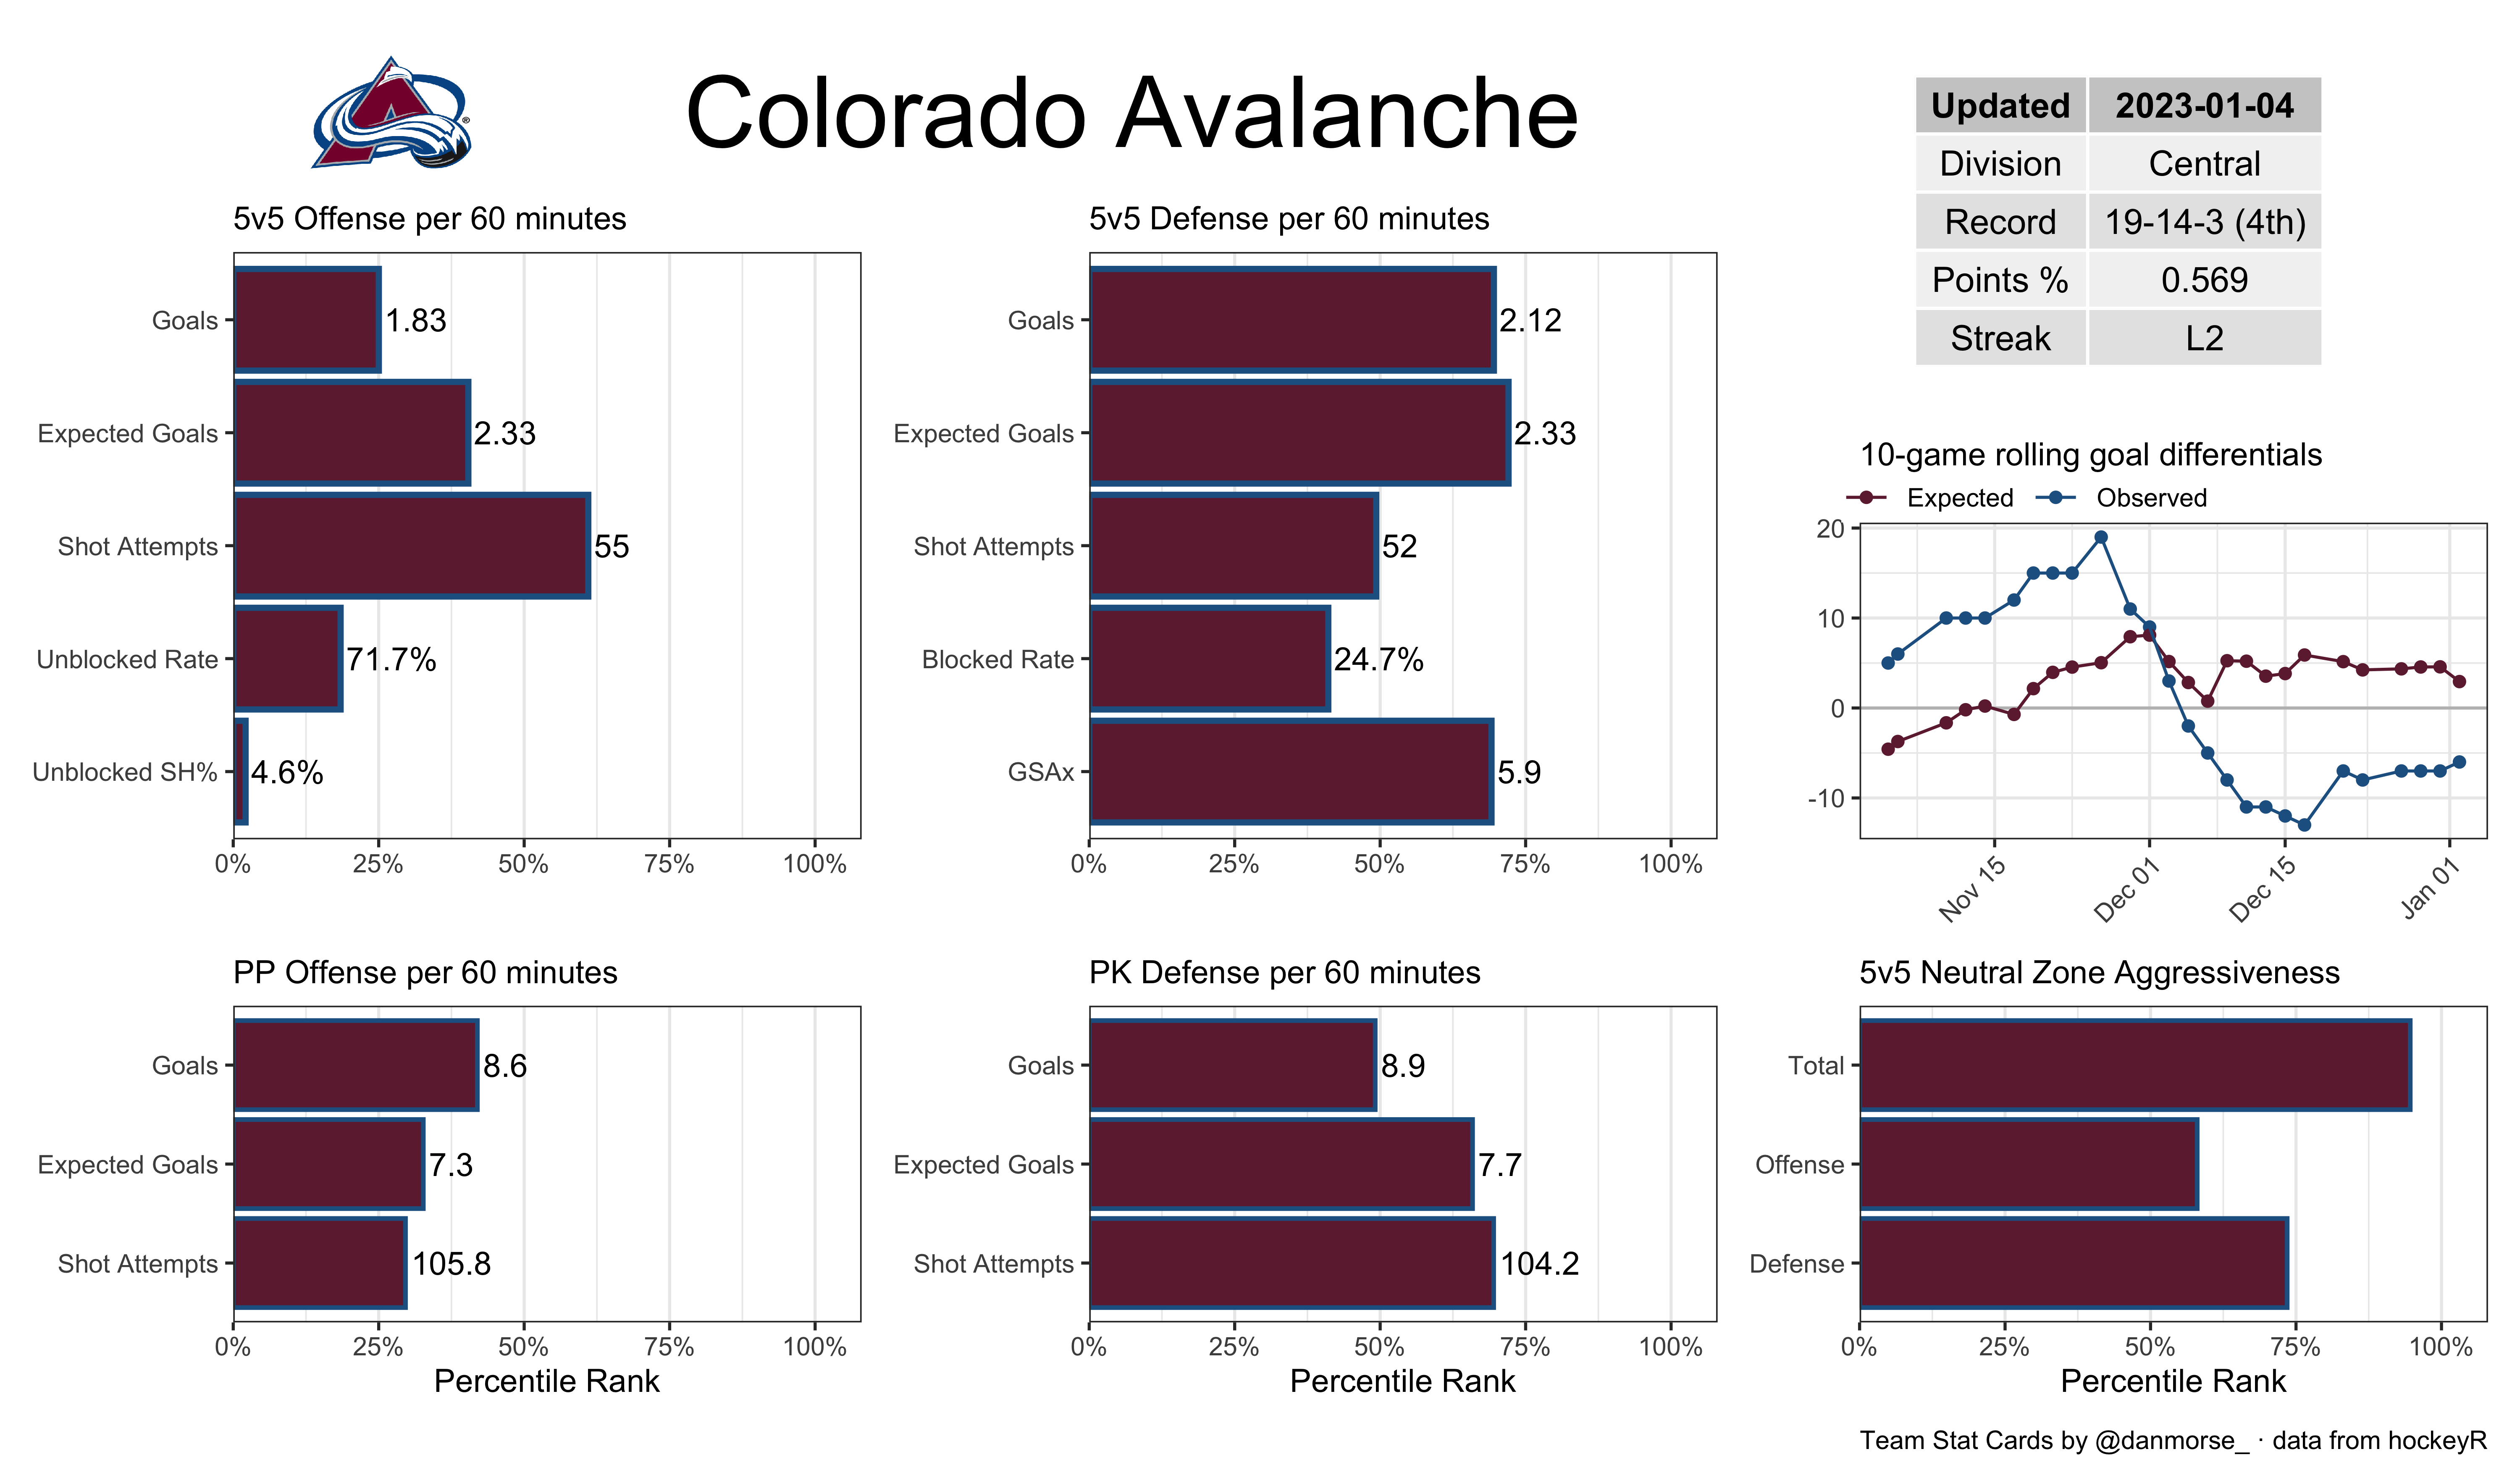 Colorado Avalanche
®
Updated 2023-01-04
Division Central
Record 19-14-3 (4th)
Points % 0.569
Streak L2
5v5 Offense per 60 minutes
Goals 1.83
Expected Goals 2.33
Shot Attempts 55
Unblocked Rate 71.7%
Unblocked SH% 4.6%
0% 25% 50% 75% 100%
5v5 Defense per 60 minutes
Goals 2.12
Expected Goals 2.33
Shot Attempts 52
Blocked Rate 24.7%
GSAx 5.9
0% 25% 50% 75% 100%
10-game rolling goal differentials
Expected Observed
20
10
0
-10
Nov 15 Dec 01 Dec 15 Jan 01
PP Offense per 60 minutes
Goals 8.6
Expected Goals 7.3
Shot Attempts 105.8
0% 25% 50% 75% 100%
Percentile Rank
PK Defense per 60 minutes
Goals 8.9
Expected Goals 7.7
Shot Attempts 104.2
0% 25% 50% 75% 100%
Percentile Rank
5v5 Neutral Zone Aggressiveness
Total
Offense
Defense
0% 25% 50% 75% 100%
Percentile Rank
Team Stat Cards by @danmorse_ · data from hockeyR